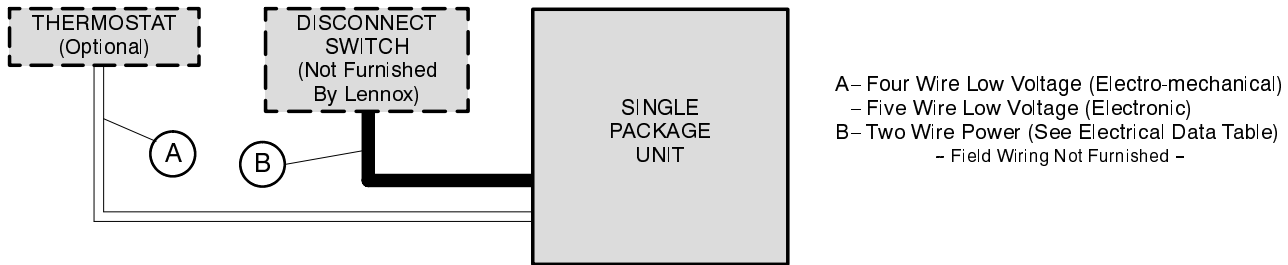 THERMOSTAT
(Optional)
DISCONNECT
SWITCH
(Not Furnished
By Lennox)
SINGLE
PACKAGE
UNIT
A
B
A– Four Wire Low Voltage (Electro-mechanical)
– Five Wire Low Voltage (Electronic)
B– Two Wire Power (See Electrical Data Table)
– Field Wiring Not Furnished –